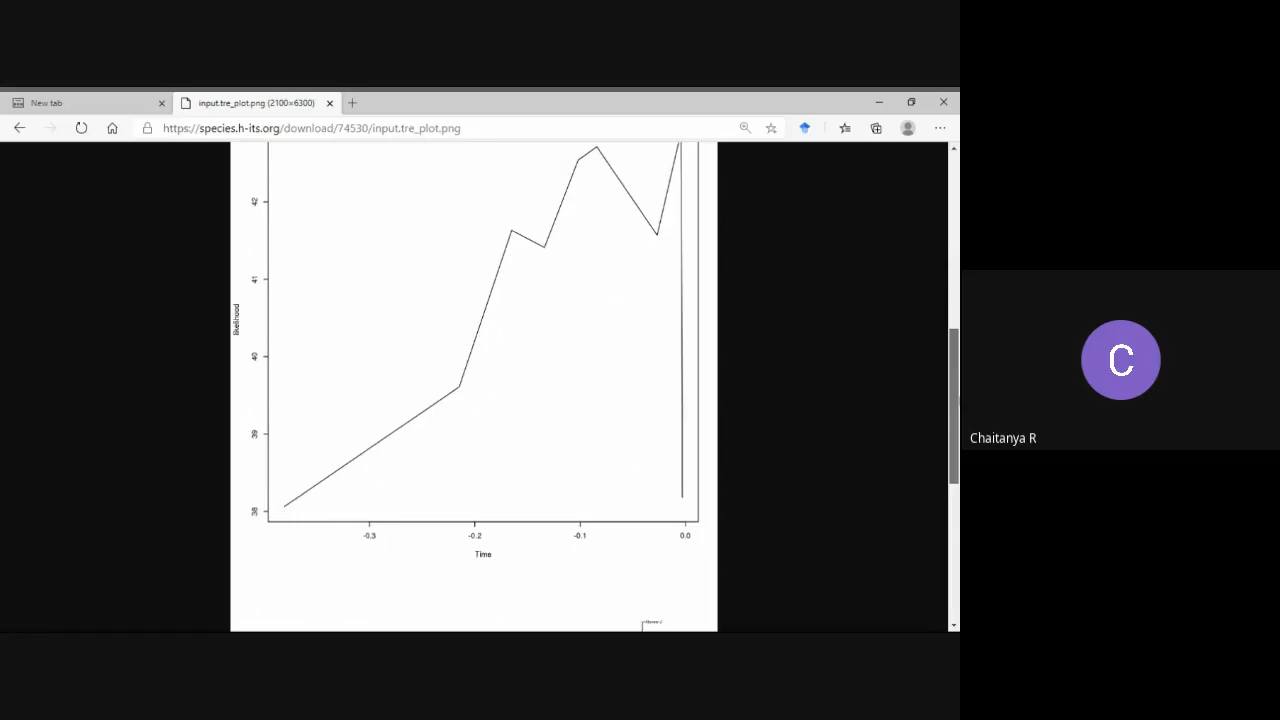 New tab
input.tre_plot.png (2100×6300)
https://species.h-its.org/download/74530/input.tre_plot.png
42
41
40
39
38
likelihood
-0.3 -0.2 -0.1 0.0
Time
C
Chaitanya R